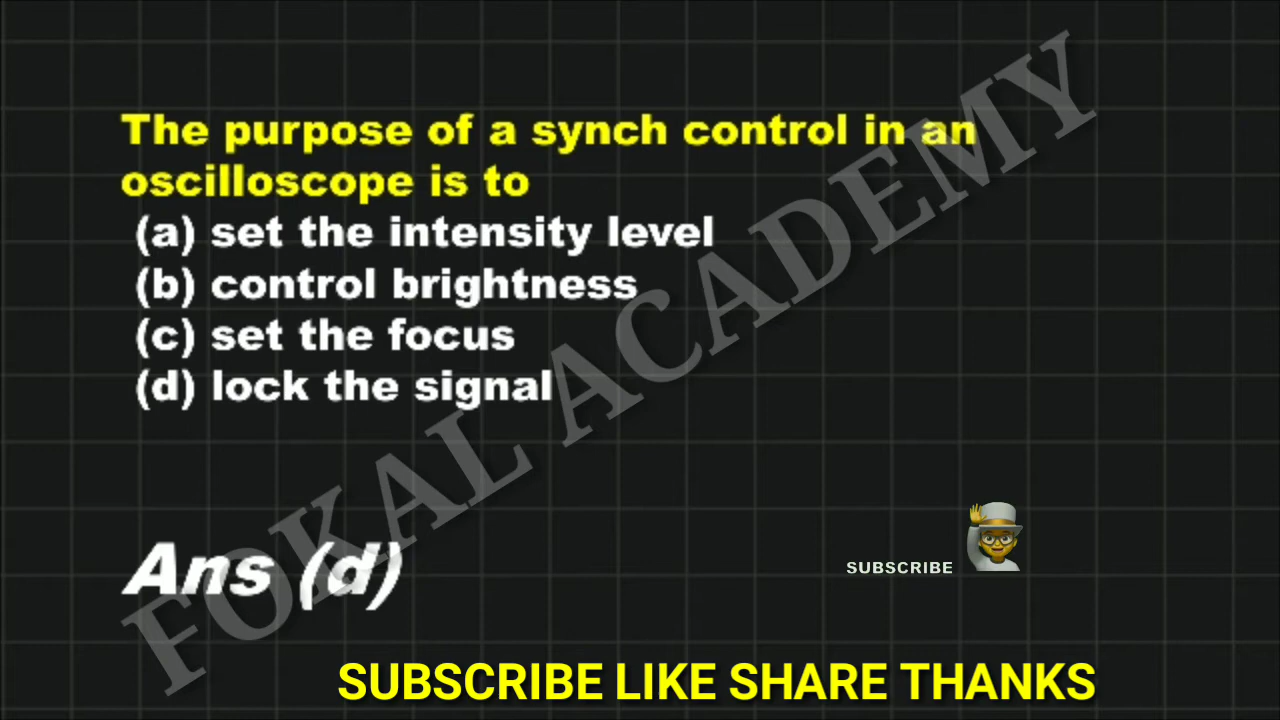 The purpose of a synch control in an
oscilloscope is to
(a) set the intensity level
(b) control brightness
(c) set the focus
(d) lock the signal
FOKAL ACADEMY
Ans (d)
SUBSCRIBE
SUBSCRIBE LIKE SHARE THANKS